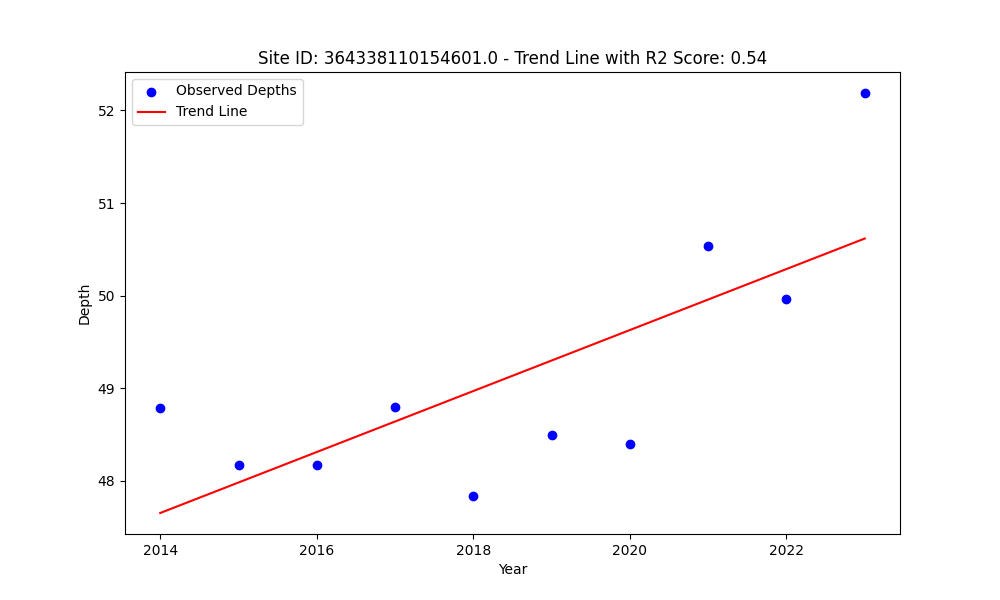 Site ID: 364338110154601.0 - Trend Line with R2 Score: 0.54
Observed Depths
Trend Line
52
51
50
49
48
Depth
2014 2016 2018 2020 2022
Year